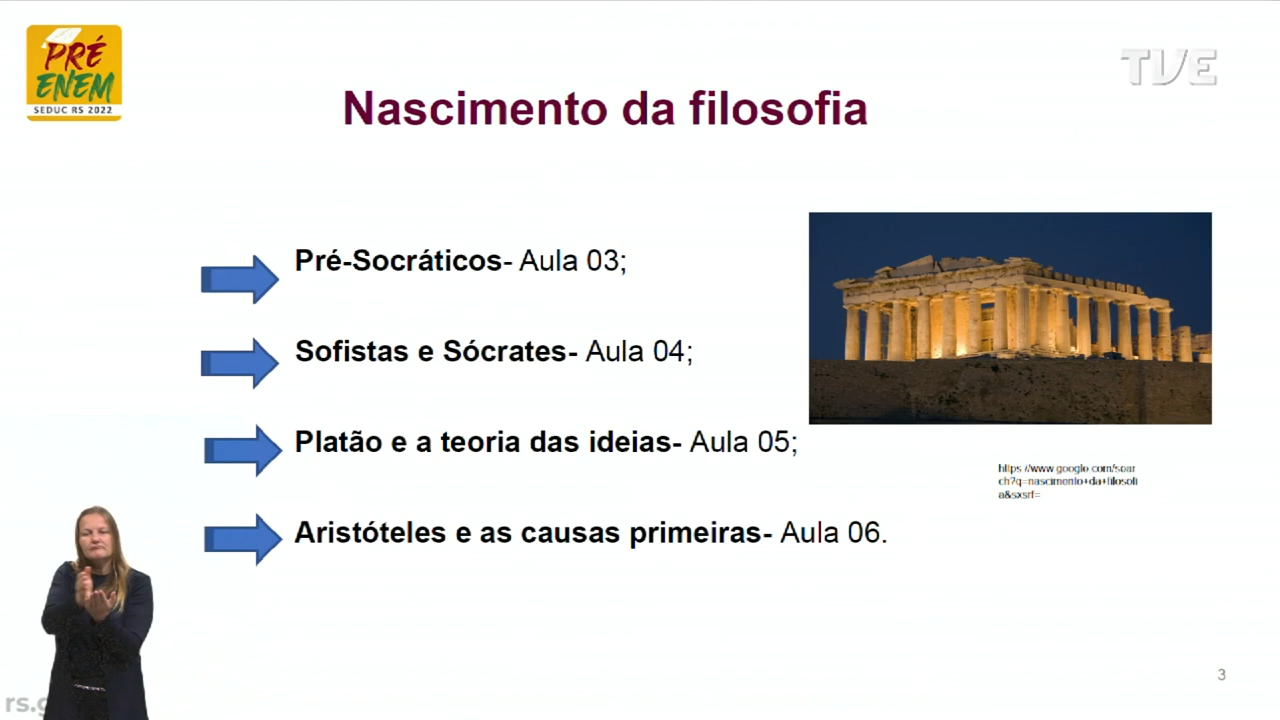 PRÉ
ENEM
SEDUC RS 2022
TVE
Nascimento da filosofia
Pré-Socráticos- Aula 03;
Sofistas e Sócrates- Aula 04;
Platão e a teoria das ideias- Aula 05;
Aristóteles e as causas primeiras- Aula 06.
https://www google com/sear
ch?q=nascimento+da+filosofi
a&sxsrf=
3
rs.g